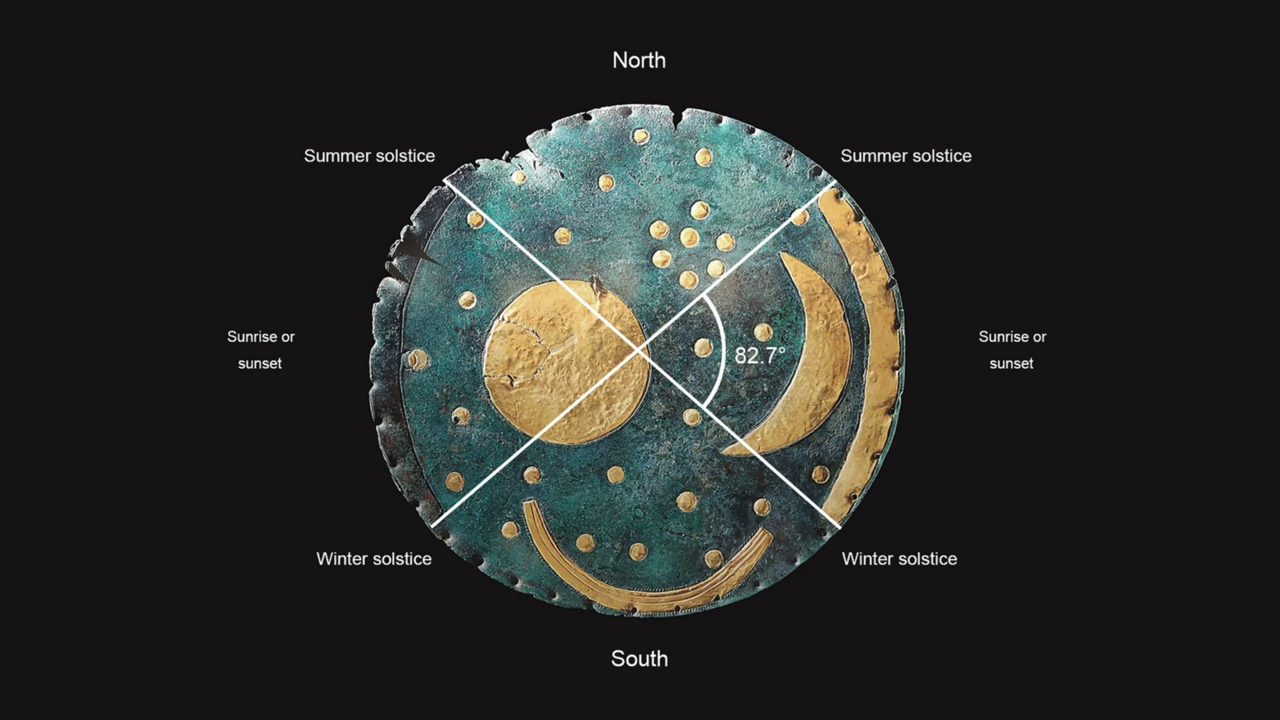 North
Summer solstice
Summer solstice
Sunrise or
sunset
82.7°
Sunrise or
sunset
Winter solstice
Winter solstice
South